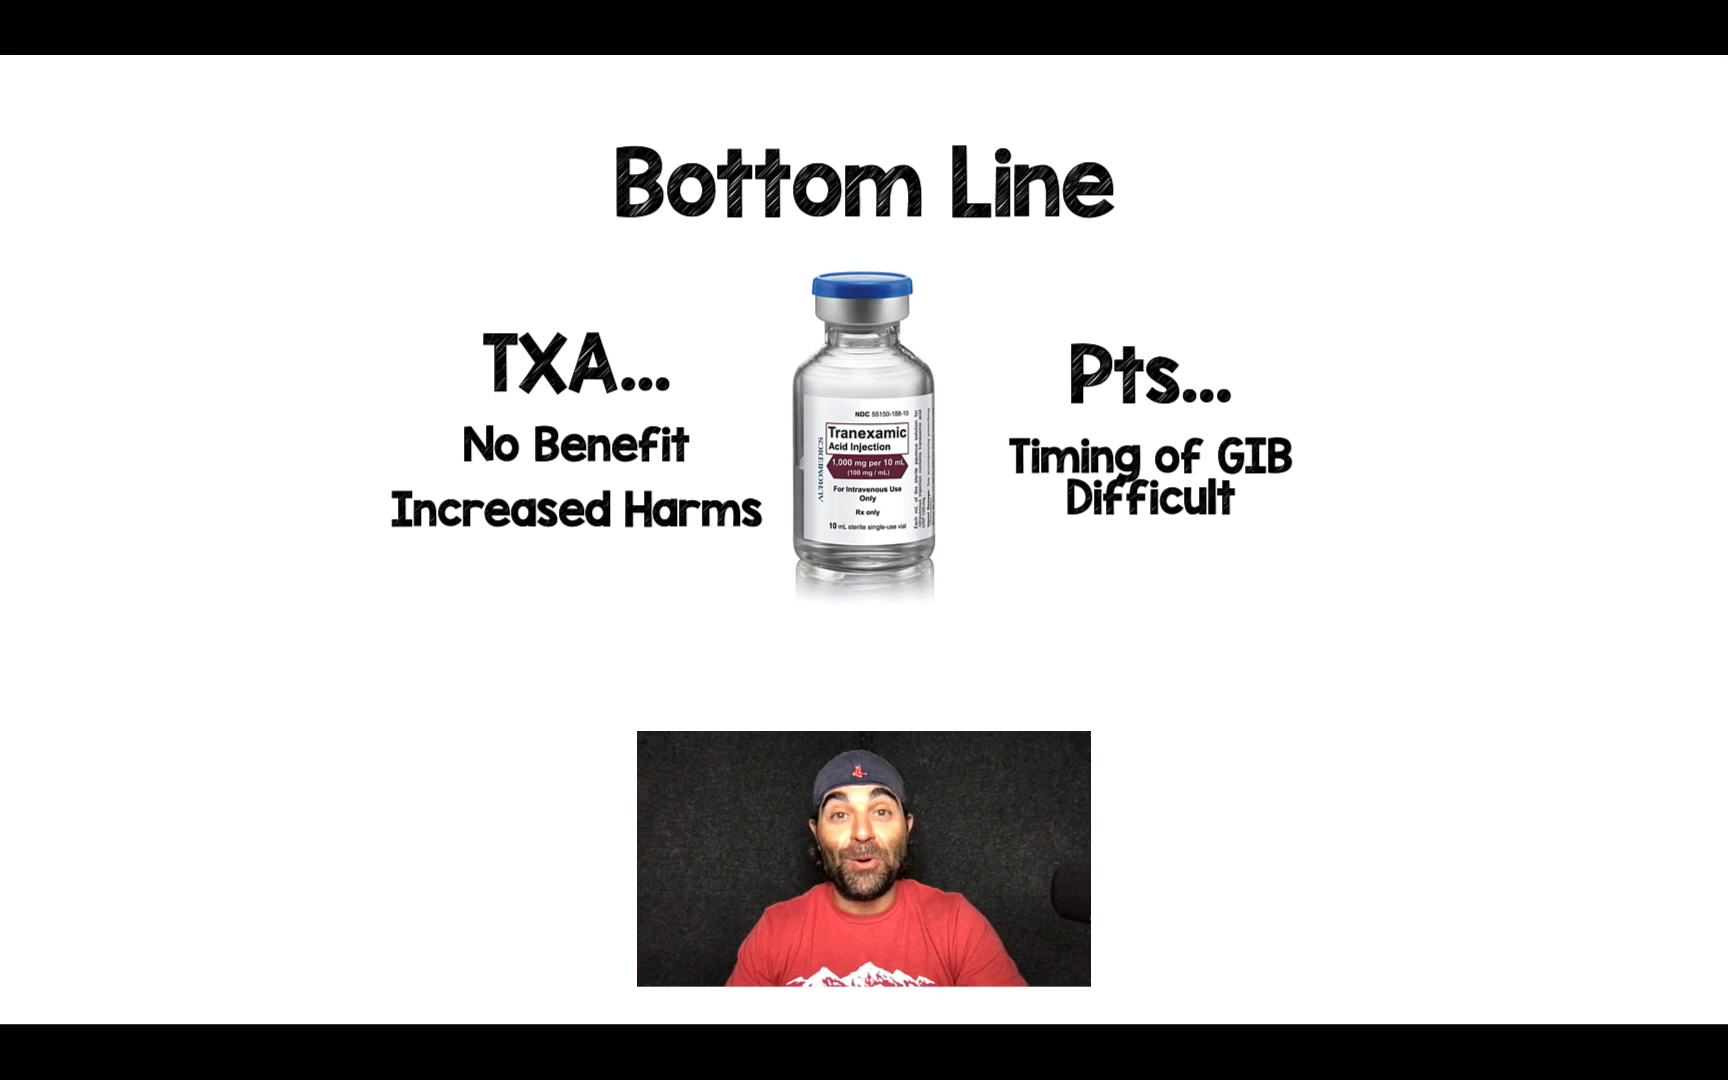 Bottom Line
TXA...
No Benefit
Increased Harms
NDC 55150-188-10
Tranexamic
Acid Injection
1,000 mg per 10 mL
(100 mg / mL)
For Intravenous Use
Only
Rx only
10 mL sterile single-use vial
AUROMEDICS
Pts...
Timing of GIB
Difficult